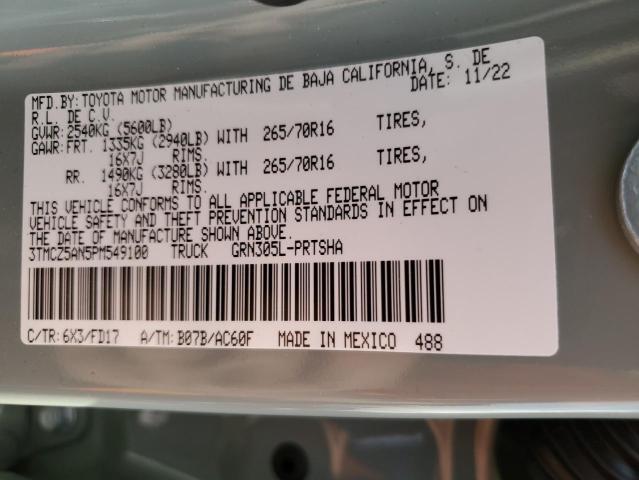 MFD.BY: TOYOTA MOTOR MANUFACTURING DE BAJA CALIFORNIA, S. DE
R.L. DE C.V. DATE: 11/22
GVWR: 2540KG (5600LB)
GAWR: FRT. 1335KG (2940LB) WITH 265/70R16 TIRES,
16X7J RIMS.
RR. 1490KG (3280LB) WITH 265/70R16 TIRES,
16X7J RIMS.
THIS VEHICLE CONFORMS TO ALL APPLICABLE FEDERAL MOTOR
VEHICLE SAFETY AND THEFT PREVENTION STANDARDS IN EFFECT ON
THE DATE OF MANUFACTURE SHOWN ABOVE.
3TMCZ5AN5PM549100 TRUCK GRN305L-PRTSHA
C/TR: 6X3/FD17 A/TM: B07B/AC60F MADE IN MEXICO 488